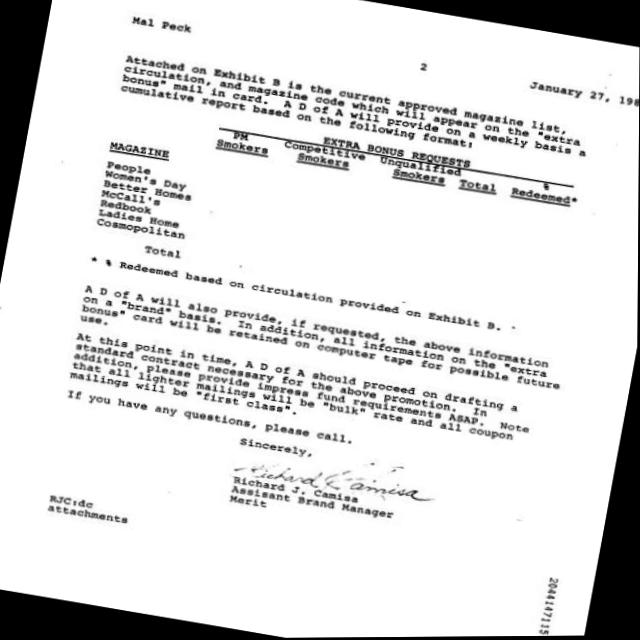 Mal Peck
2
January 27, 198
Attached on Exhibit B is the current approved magazine list,
circulation, and magazine code which will appear on the "extra
bonus" mail in card. A D of A will provide on a weekly basis a
cumulative report based on the following format:
EXTRA BONUS REQUESTS
PM Competitive Unqualified %
MAGAZINE Smokers Smokers Smokers Total Redeemed*
People
Women's Day
Better Homes
McCall's
Redbook
Ladies Home
Cosmopolitan
Total
* % Redeemed based on circulation provided on Exhibit B.
A D of A will also provide, if requested, the above information
on a "brand" basis. In addition, all information on the "extra
bonus" card will be retained on computer tape for possible future
use.
At this point in time, A D of A should proceed on drafting a
standard contract necessary for the above promotion. In
addition, please provide impress fund requirements ASAP. Note
that all lighter mailings will be "bulk" rate and all coupon
mailings will be "first class".
If you have any questions, please call.
Sincerely,
Richard J Camisa
Richard J. Camisa
Assisant Brand Manager
Merit
RJC:dc
attachments
2044147115